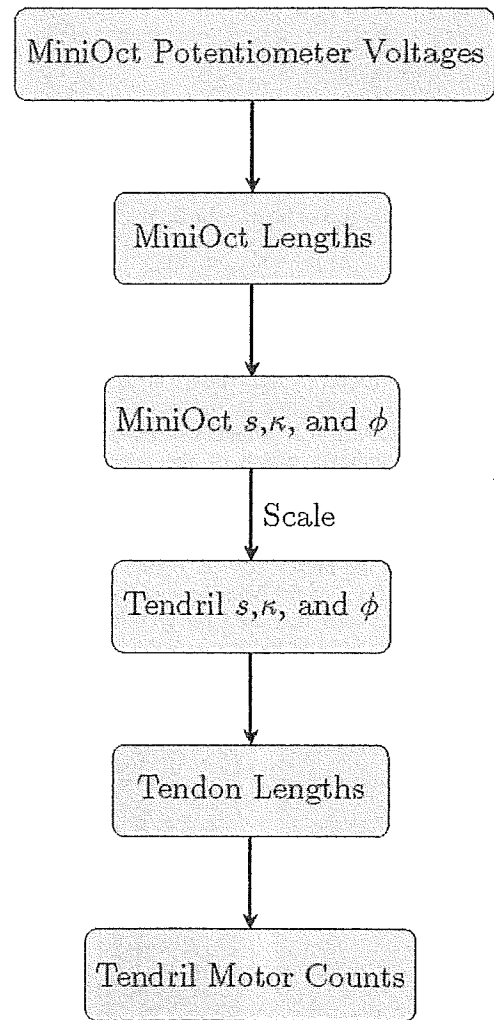 MiniOct Potentiometer Voltages
MiniOct Lengths
MiniOct s,κ, and ϕ
Scale
Tendril s,κ, and ϕ
Tendon Lengths
Tendril Motor Counts